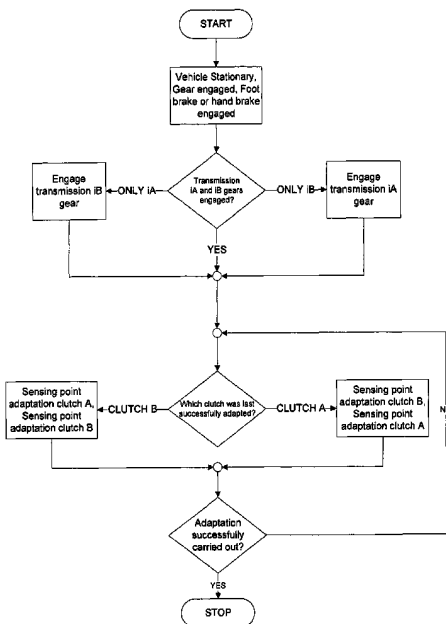 START
Vehicle Stationary,
Gear engaged, Foot
brake or hand brake
engaged
Transmission
iA and iB gears
engaged?
ONLY iA
Engage
transmission iB
gear
ONLY iB
Engage
transmission iA
gear
YES
Which clutch was last
successfully adapted?
CLUTCH B
Sensing point
adaptation clutch A,
Sensing point
adaptation clutch B
CLUTCH A
Sensing point
adaptation clutch B,
Sensing point
adaptation clutch A
Adaptation
successfully
carried out?
YES
STOP